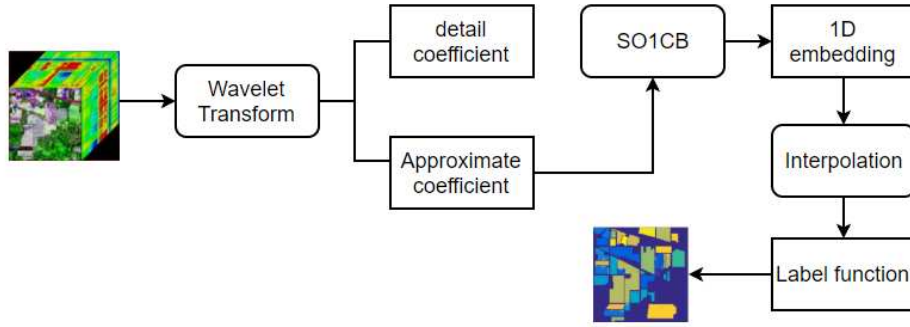 Wavelet
Transform
detail
coefficient
Approximate
coefficient
SO1CB
1D
embedding
Interpolation
Label function